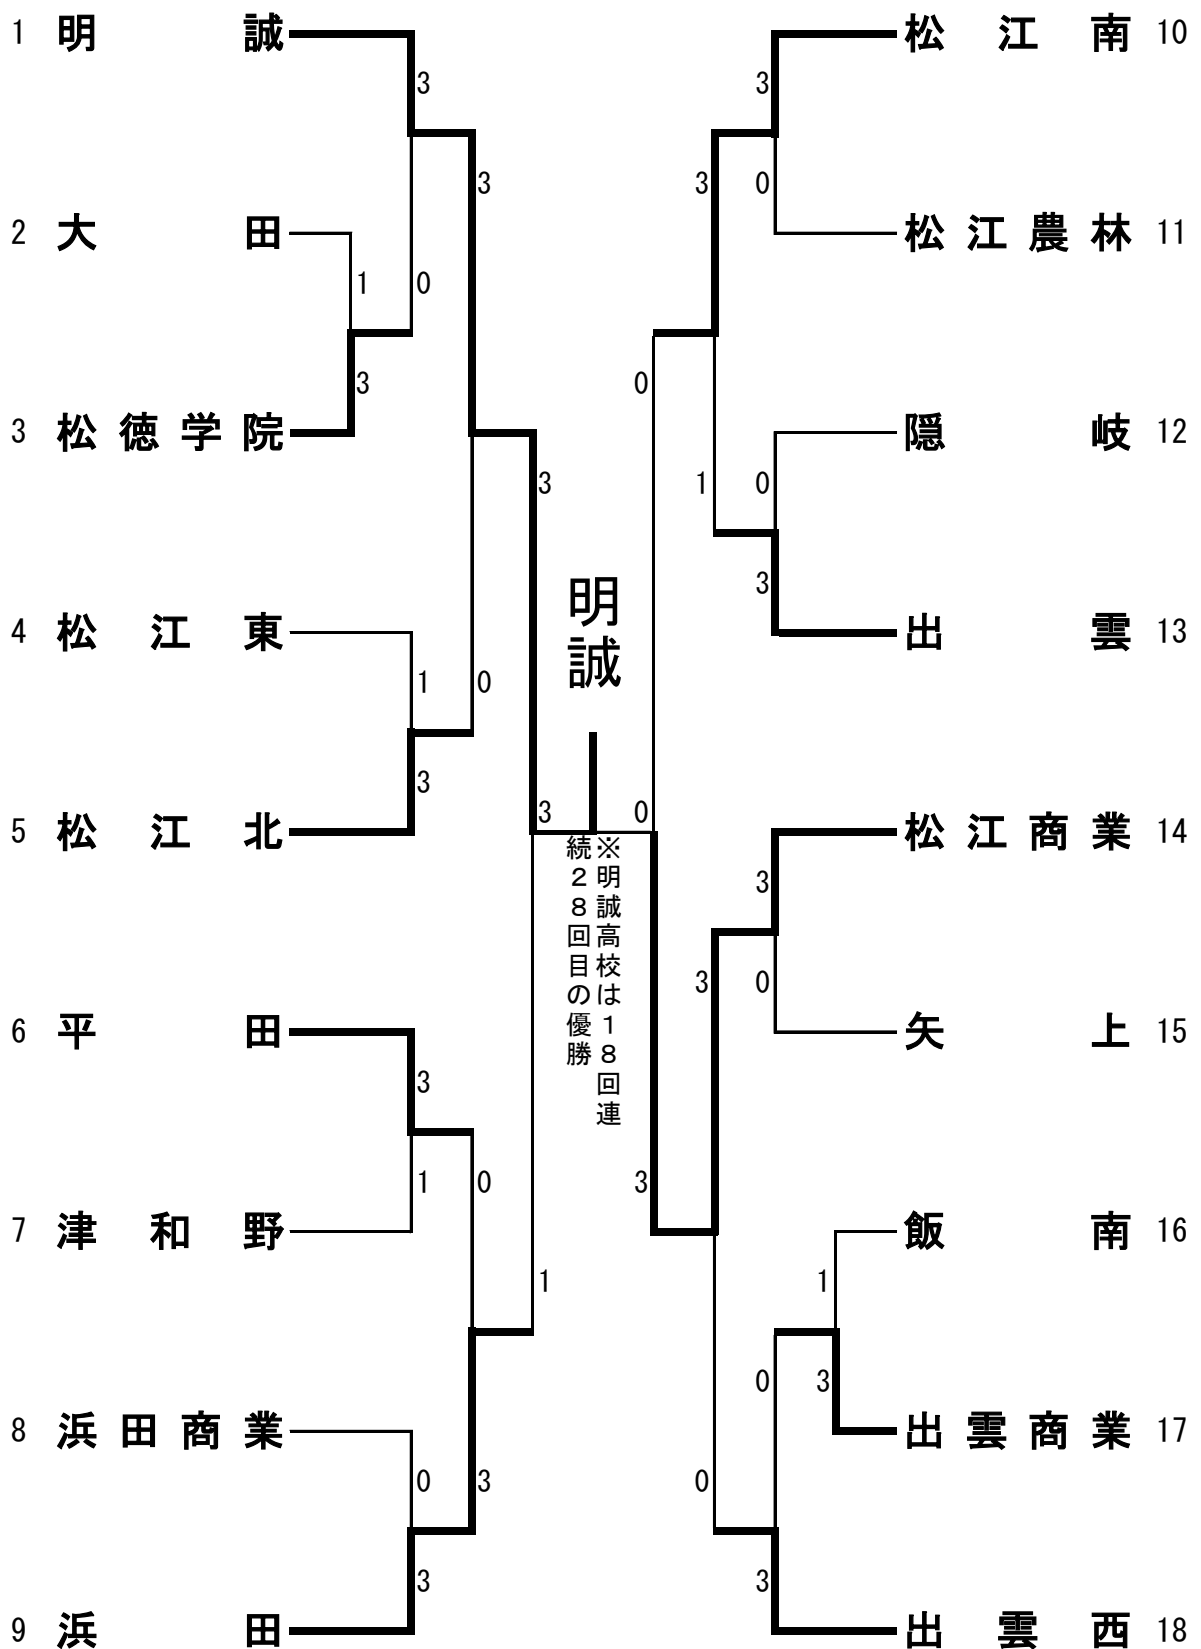 1 明誠
2 大田
3 松徳学院
4 松江東
5 松江北
6 平田
7 津和野
8 浜田商業
9 浜田
3
0
1
3
3
0
1
3
3
1
0
3
0
3
3
1
3
0
明誠
※明誠高校は18回連
続28回目の優勝
0
3
3
1
3
0
3
0
0
3
3
0
1
3
0
3
松江南 10
松江農林 11
隠岐 12
出雲 13
松江商業 14
矢上 15
飯南 16
出雲商業 17
出雲西 18